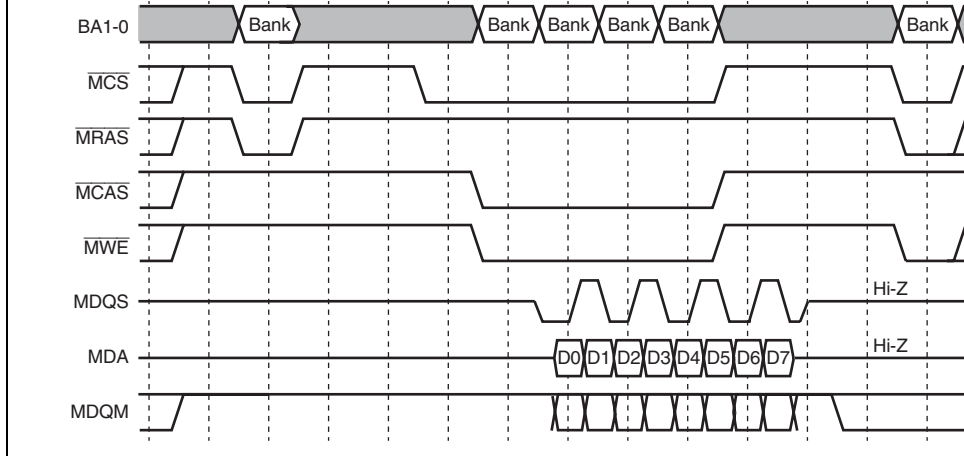 BA1-0 Bank Bank Bank Bank Bank Bank
MCS
MRAS
MCAS
MWE
MDQS Hi-Z
MDA D0 D1 D2 D3 D4 D5 D6 D7 Hi-Z
MDQM